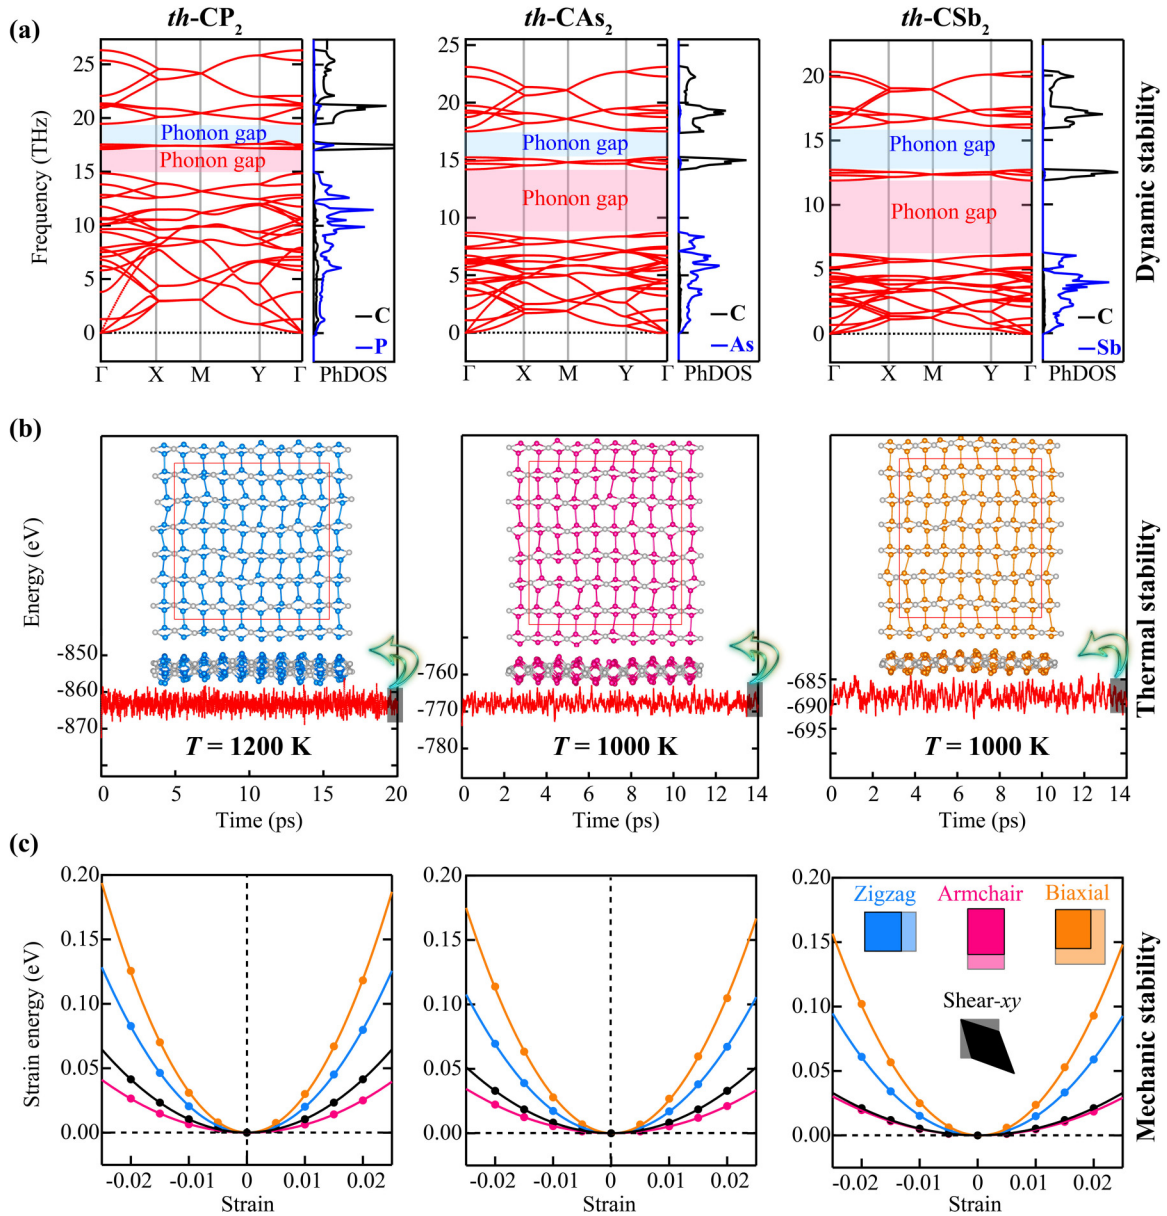 (a)
th-CP2
th-CAs2
th-CSb2
Frequency (THz)
25
20
15
10
5
0
Phonon gap
Phonon gap
C
P
Γ X M Y Γ PhDOS
25
20
15
10
5
0
Phonon gap
Phonon gap
C
As
Γ X M Y Γ PhDOS
20
15
10
5
0
Phonon gap
Phonon gap
C
Sb
Γ X M Y Γ PhDOS
Dynamic stability
(b)
Energy (eV)
-850
-860
-870
T = 1200 K
0 5 10 15 20
Time (ps)
-760
-770
-780
T = 1000 K
0 2 4 6 8 10 12 14
Time (ps)
-685
-690
-695
T = 1000 K
0 2 4 6 8 10 12 14
Time (ps)
Thermal stability
(c)
Strain energy (eV)
0.20
0.15
0.10
0.05
0.00
-0.02 -0.01 0 0.01 0.02
Strain
0.20
0.15
0.10
0.05
0.00
-0.02 -0.01 0 0.01 0.02
Strain
0.20
0.15
0.10
0.05
0.00
Zigzag Armchair Biaxial
Shear-xy
-0.02 -0.01 0 0.01 0.02
Strain
Mechanic stability